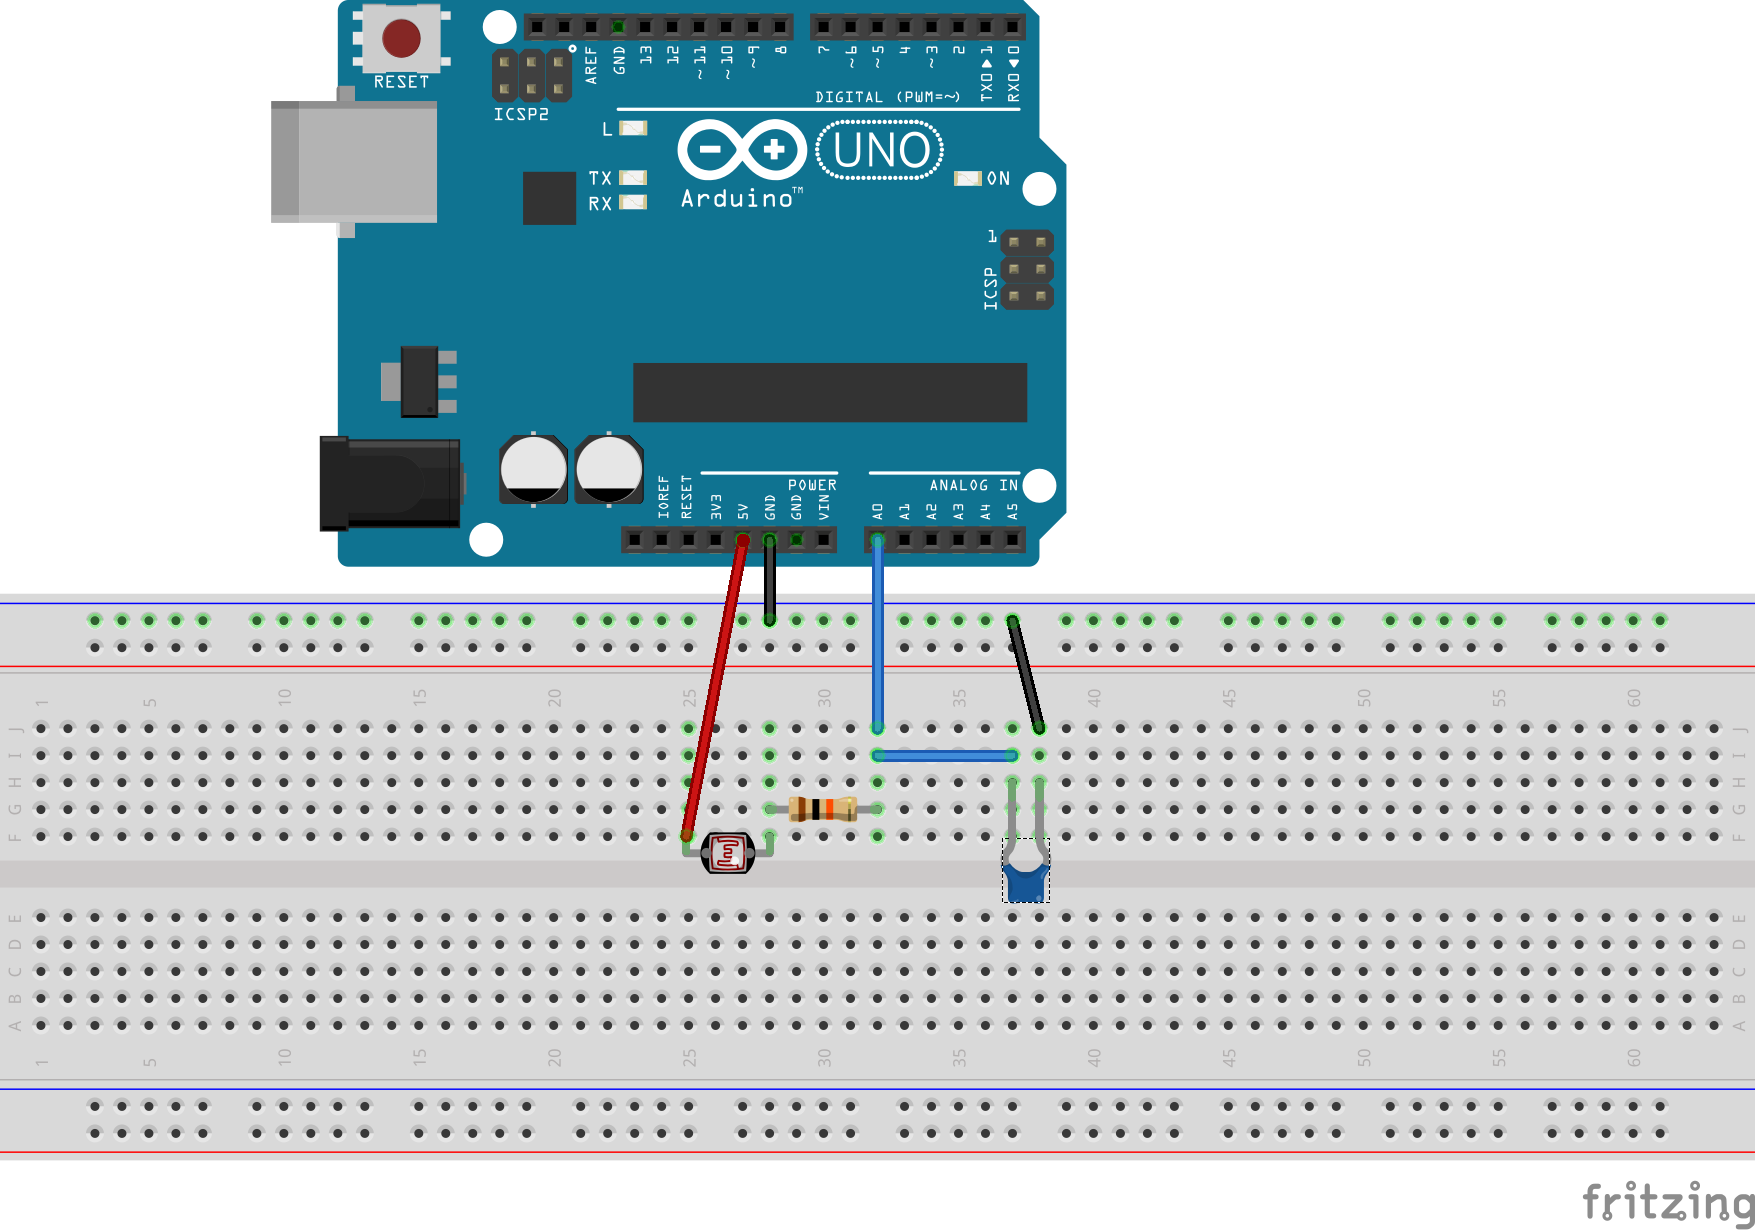 RESET
AREF
GND
13
12
~11
~10
~9
8
7
~6
~5
4
~3
2
TX0▶1
RX0◀0
ICSP2
DIGITAL (PWM=~)
L
TX
RX
UNO
Arduino™
ON
1
ICSP
POWER
ANALOG IN
IOREF
RESET
3V3
5V
GND
GND
VIN
A0
A1
A2
A3
A4
A5
1 5 10 15 20 25 30 35 40 45 50 55 60
J J
I I
H H
G G
F F
E E
D D
C C
B B
A A
1 5 10 15 20 25 30 35 40 45 50 55 60
fritzing